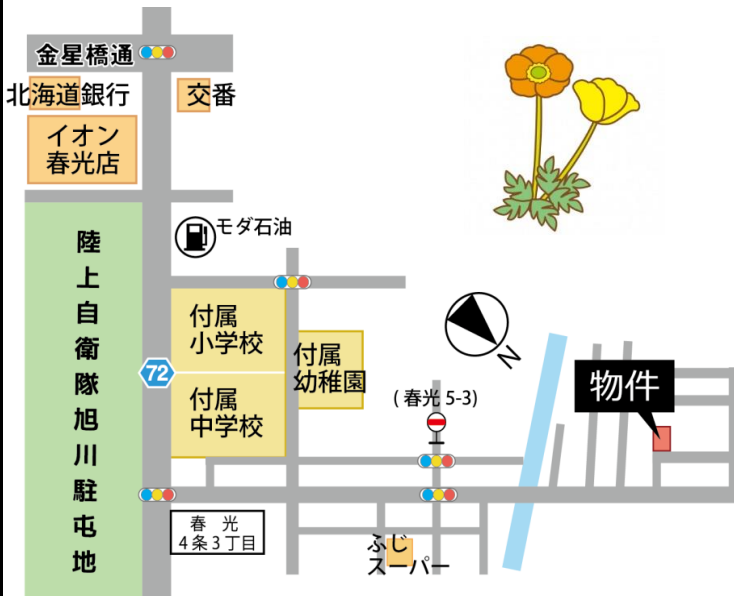 金星橋通
北海道銀行
交番
イオン
春光店
モダ石油
陸上自衛隊旭川駐屯地
付属
小学校
付属
幼稚園
N
72
付属
中学校
(春光 5-3)
物件
春 光
4条3丁目
ふじ
スーパー